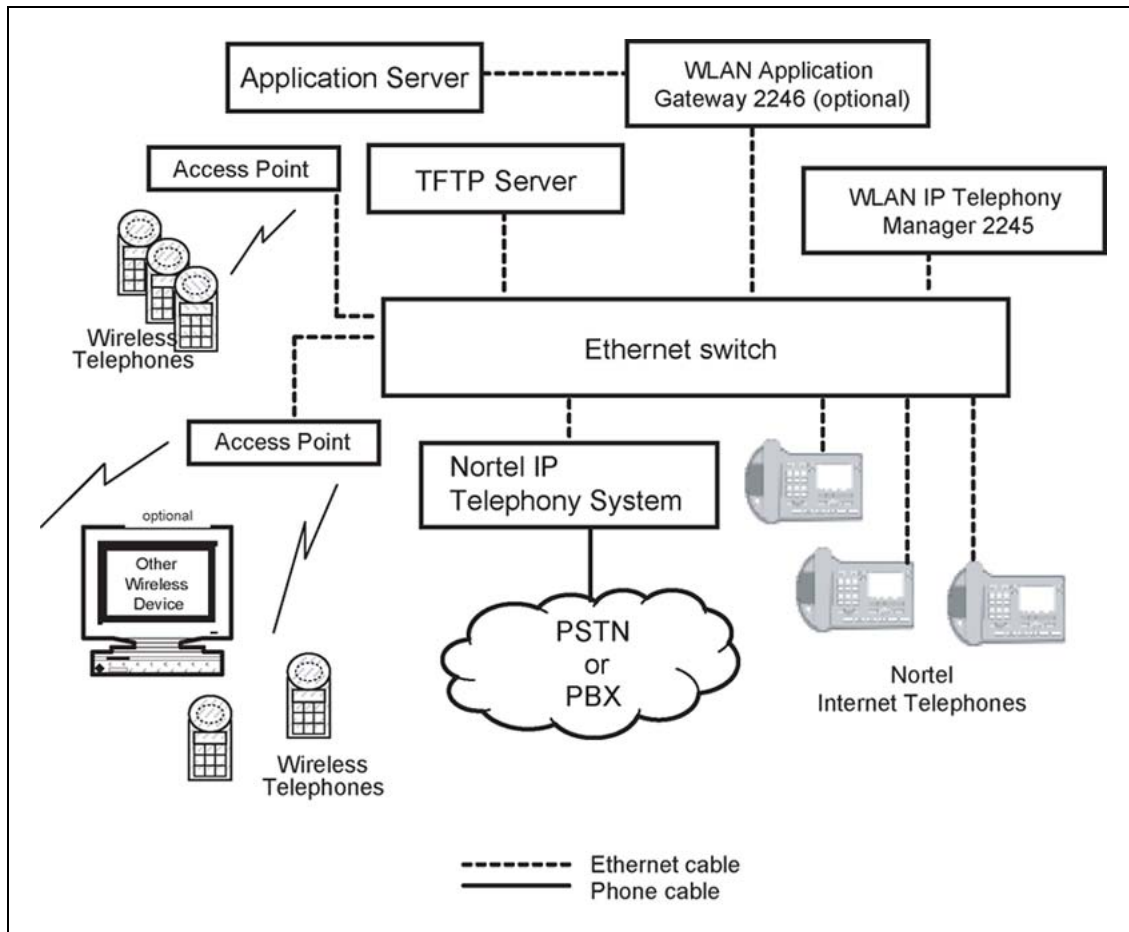 Application Server
WLAN Application
Gateway 2246 (optional)
Access Point
TFTP Server
WLAN IP Telephony
Manager 2245
Wireless
Telephones
Ethernet switch
Access Point
Nortel IP
Telephony System
optional
Other
Wireless
Device
PSTN
or
PBX
Nortel
Internet Telephones
Wireless
Telephones
Ethernet cable
Phone cable